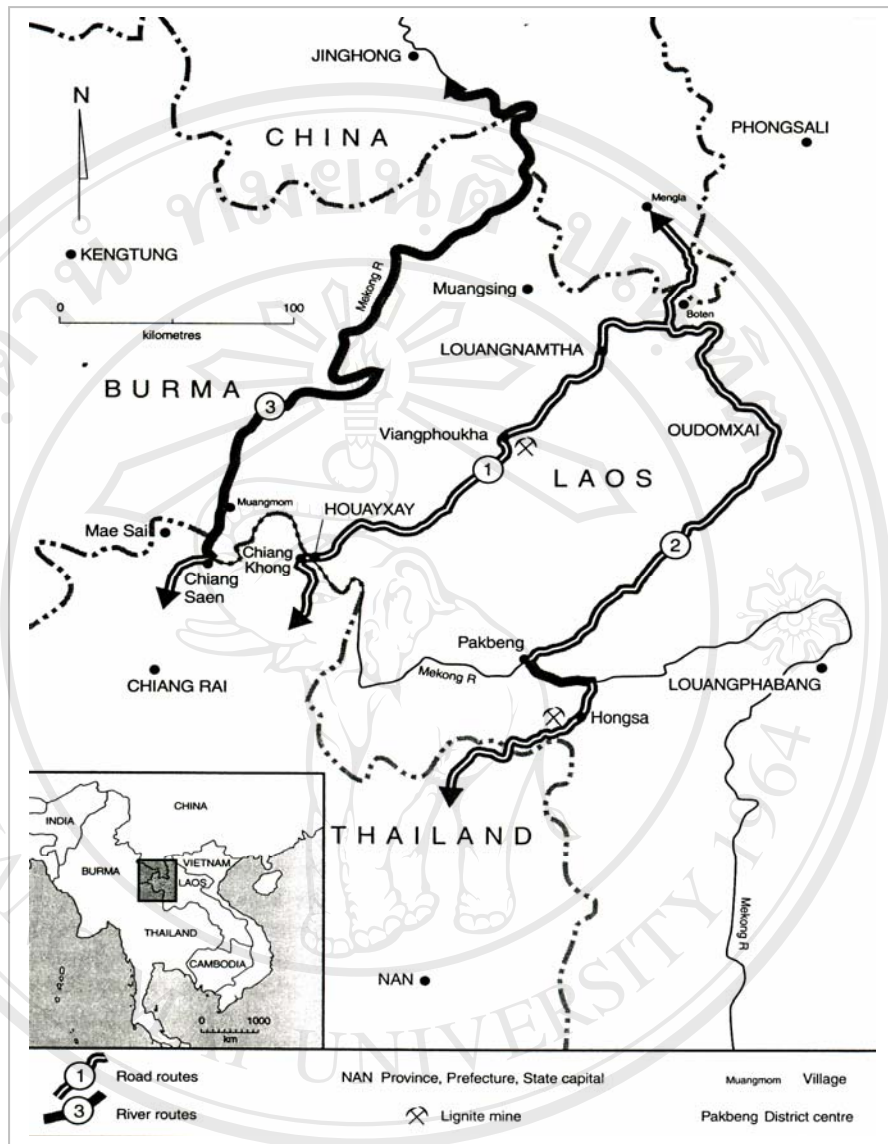 JINGHONG
N
CHINA
PHONGSALI
Mengla
KENGTUNG
Mekong R
0 100
kilometres
Muangsing
Boten
LOUANGNAMTHA
BURMA
3
Viangphoukha
OUDOMXAI
1
LAOS
Muangmom
HOUAYXAY
Mae Sai
Chiang
Khong
2
Chiang
Saen
Pakbeng
Mekong R
LOUANGPHABANG
CHIANG RAI
Hongsa
THAILAND
Mekong R
NAN
CHINA
INDIA
BURMA
VIETNAM
LAOS
THAILAND
CAMBODIA
0 1000
km
1 Road routes
NAN Province, Prefecture, State capital
Muangmom Village
3 River routes
Lignite mine
Pakbeng District centre
UNIVERSITY 1964